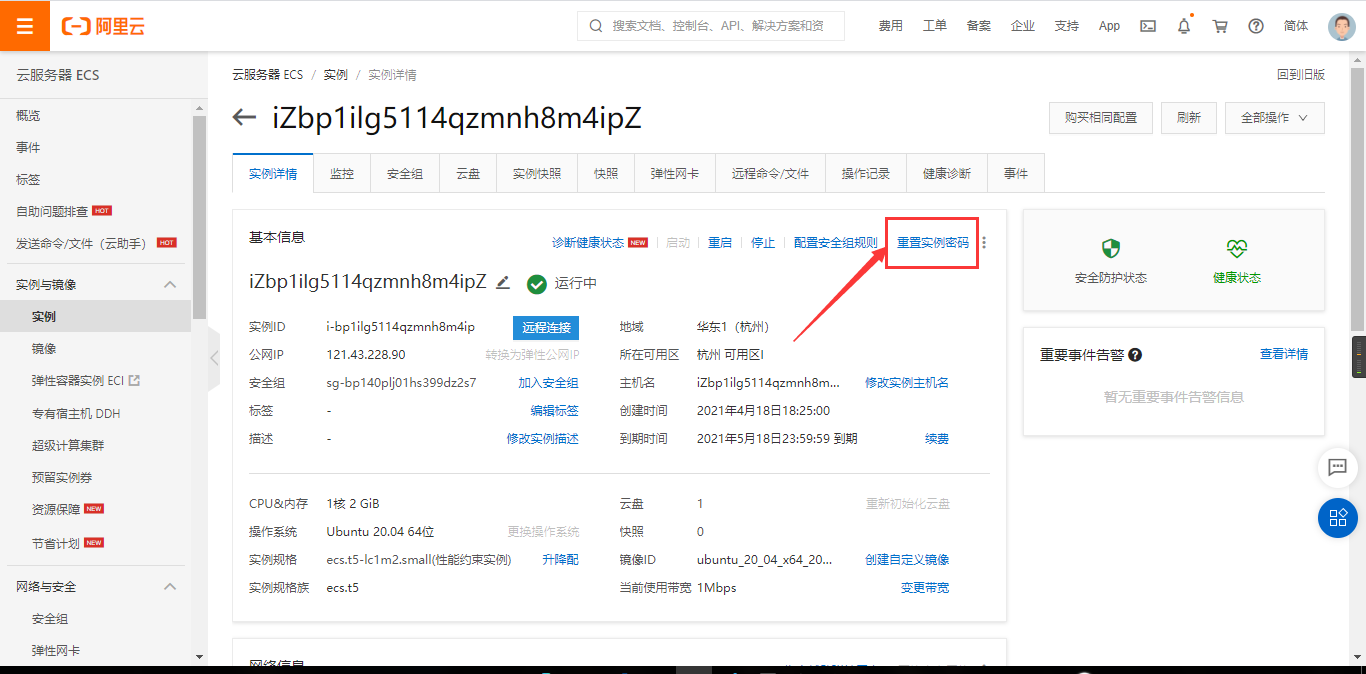 阿里云
搜索文档、控制台、API、解决方案和资
费用 工单 备案 企业 支持 App 简体
云服务器 ECS
概览
事件
标签
自助问题排查 HOT
发送命令/文件（云助手） HOT
实例与镜像
实例
镜像
弹性容器实例 ECI
专有宿主机 DDH
超级计算集群
预留实例券
资源保障 NEW
节省计划 NEW
网络与安全
安全组
弹性网卡
云服务器 ECS / 实例 / 实例详情
回到旧版
iZbp1ilg5114qzmnh8m4ipZ
购买相同配置 刷新 全部操作
实例详情 监控 安全组 云盘 实例快照 快照 弹性网卡 远程命令/文件 操作记录 健康诊断 事件
基本信息
诊断健康状态 NEW 启动 重启 停止 配置安全组规则 重置实例密码
iZbp1ilg5114qzmnh8m4ipZ 运行中
实例ID i-bp1ilg5114qzmnh8m4ip 远程连接 地域 华东1（杭州）
公网IP 121.43.228.90 转换为弹性公网IP 所在可用区 杭州 可用区I
安全组 sg-bp140plj01hs399dz2s7 加入安全组 主机名 iZbp1ilg5114qzmnh8m... 修改实例主机名
标签 - 编辑标签 创建时间 2021年4月18日18:25:00
描述 - 修改实例描述 到期时间 2021年5月18日23:59:59 到期 续费
CPU&内存 1核 2 GiB 云盘 1 重新初始化云盘
操作系统 Ubuntu 20.04 64位 更换操作系统 快照 0
实例规格 ecs.t5-lc1m2.small(性能约束实例) 升降配 镜像ID ubuntu_20_04_x64_20... 创建自定义镜像
实例规格族 ecs.t5 当前使用带宽 1Mbps 变更带宽
网络信息
安全防护状态 健康状态
重要事件告警 查看详情
暂无重要事件告警信息